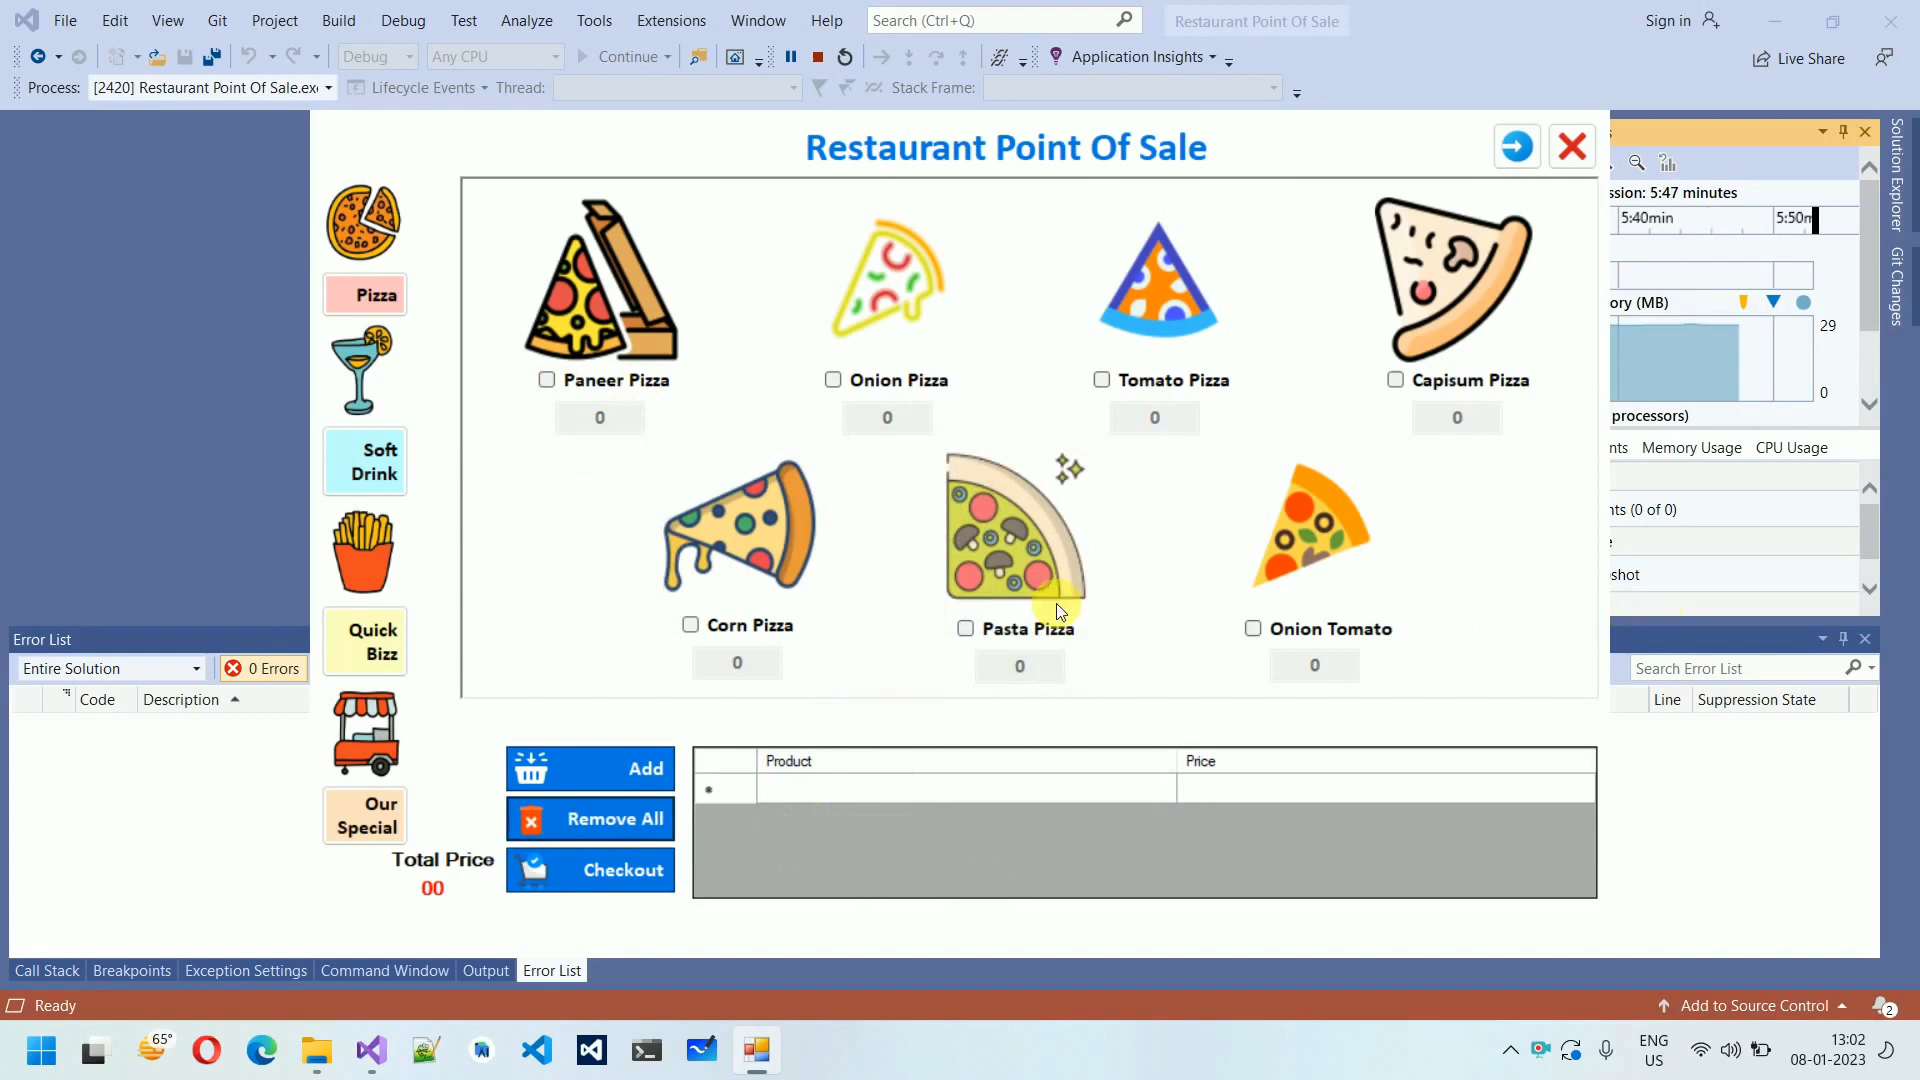 File Edit View Git Project Build Debug Test Analyze Tools Extensions Window Help Search (Ctrl+Q) Restaurant Point Of Sale Sign in
Debug Any CPU Continue Application Insights Live Share
Process: [2420] Restaurant Point Of Sale.exe Lifecycle Events Thread: Stack Frame:
Restaurant Point Of Sale
Solution Explorer
Git Changes
Pizza
Soft
Drink
Quick
Bizz
Our
Special
Paneer Pizza
0
Onion Pizza
0
Tomato Pizza
0
Capisum Pizza
0
Corn Pizza
0
Pasta Pizza
0
Onion Tomato
0
Add
Remove All
Checkout
Total Price
00
Product Price
ssion: 5:47 minutes
5:40min 5:50m
ory (MB)
29
0
processors)
nts Memory Usage CPU Usage
nts (0 of 0)
shot
Error List
Entire Solution 0 Errors Search Error List
Code Description Line Suppression State
Call Stack Breakpoints Exception Settings Command Window Output Error List
Ready Add to Source Control 2
65°
ENG
US
13:02
08-01-2023